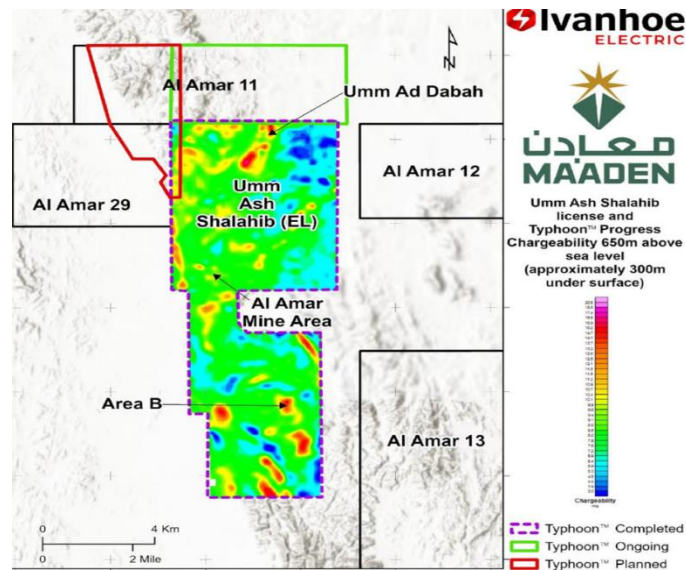 Ivanhoe
ELECTRIC
معادن
MAADEN
Umm Ash Shalahib
license and
Typhoon™ Progress
Chargeability 650m above
sea level
(approximately 300m
under surface)
Chargeability
Al Amar 11
Umm Ad Dabah
Al Amar 12
Al Amar 29
Umm
Ash
Shalahib (EL)
Al Amar
Mine Area
Area B
Al Amar 13
N
0 4 Km
0 2 Mile
Typhoon™ Completed
Typhoon™ Ongoing
Typhoon™ Planned